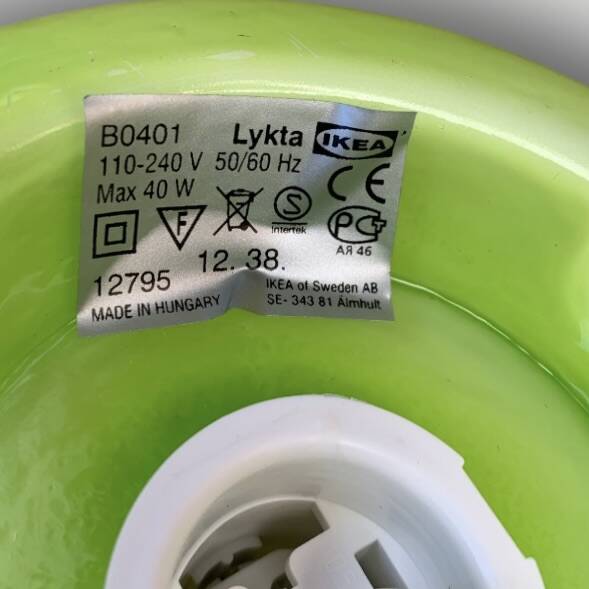 B0401 Lykta IKEA
110-240 V 50/60 Hz
Max 40 W CE
F S PC
Intertek
АЯ 46
12. 38.
12795 IKEA of Sweden AB
MADE IN HUNGARY SE- 343 81 Älmhult